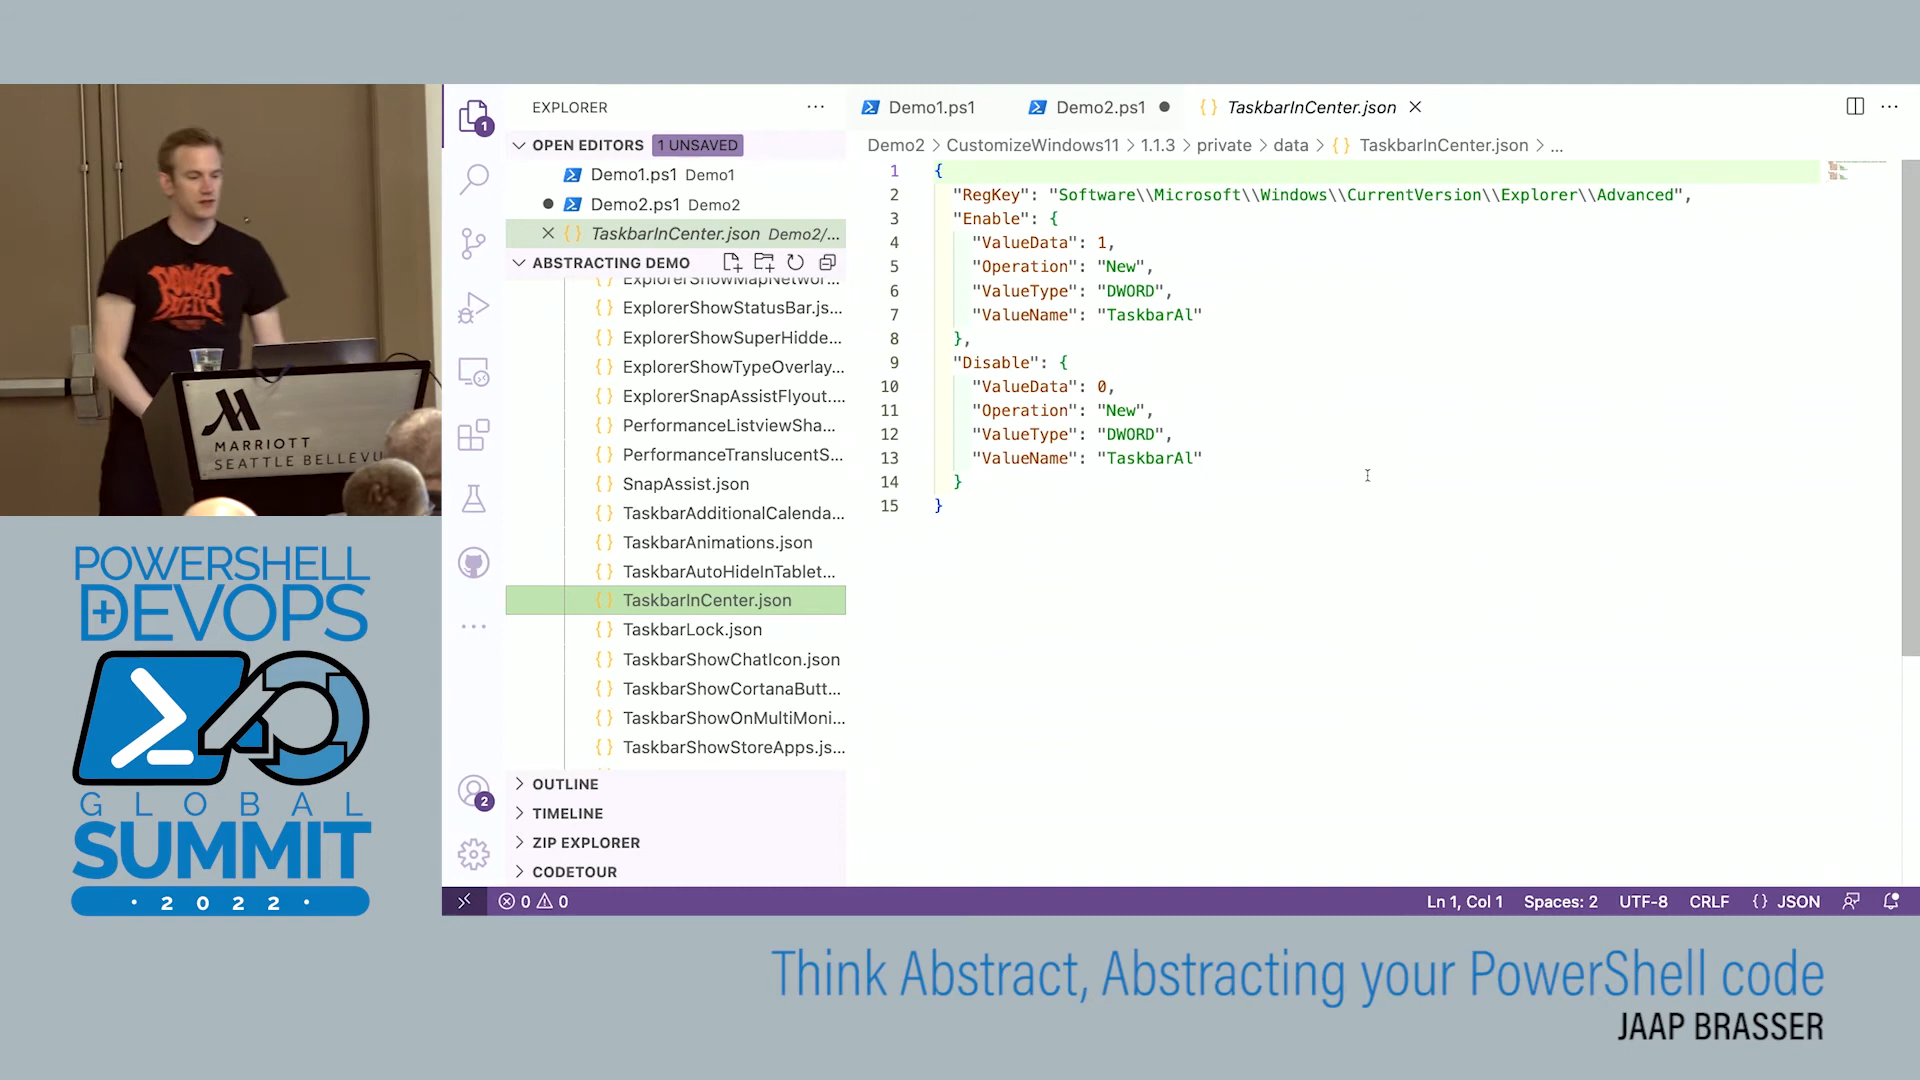 EXPLORER
OPEN EDITORS 1 UNSAVED
Demo1.ps1 Demo1
Demo2.ps1 Demo2
TaskbarInCenter.json Demo2/...
ABSTRACTING DEMO
ExplorerShowMapNetwor...
ExplorerShowStatusBar.js...
ExplorerShowSuperHidde...
ExplorerShowTypeOverlay...
ExplorerSnapAssistFlyout....
PerformanceListviewSha...
PerformanceTranslucentS...
SnapAssist.json
TaskbarAdditionalCalenda...
TaskbarAnimations.json
TaskbarAutoHideInTablet...
TaskbarInCenter.json
TaskbarLock.json
TaskbarShowChatIcon.json
TaskbarShowCortanaButt...
TaskbarShowOnMultiMoni...
TaskbarShowStoreApps.js...
OUTLINE
TIMELINE
ZIP EXPLORER
CODETOUR
1
2
Demo1.ps1 Demo2.ps1 TaskbarInCenter.json
Demo2 > CustomizeWindows11 > 1.1.3 > private > data > {} TaskbarInCenter.json > ...
1 {
2 "RegKey": "Software\\Microsoft\\Windows\\CurrentVersion\\Explorer\\Advanced",
3 "Enable": {
4 "ValueData": 1,
5 "Operation": "New",
6 "ValueType": "DWORD",
7 "ValueName": "TaskbarAl"
8 },
9 "Disable": {
10 "ValueData": 0,
11 "Operation": "New",
12 "ValueType": "DWORD",
13 "ValueName": "TaskbarAl"
14 }
15 }
0 0 Ln 1, Col 1 Spaces: 2 UTF-8 CRLF {} JSON
POWER
SHELL
MARRIOTT
SEATTLE BELLEVU
POWERSHELL
+DEVOPS
GLOBAL
SUMMIT
· 2022 ·
Think Abstract, Abstracting your PowerShell code
JAAP BRASSER